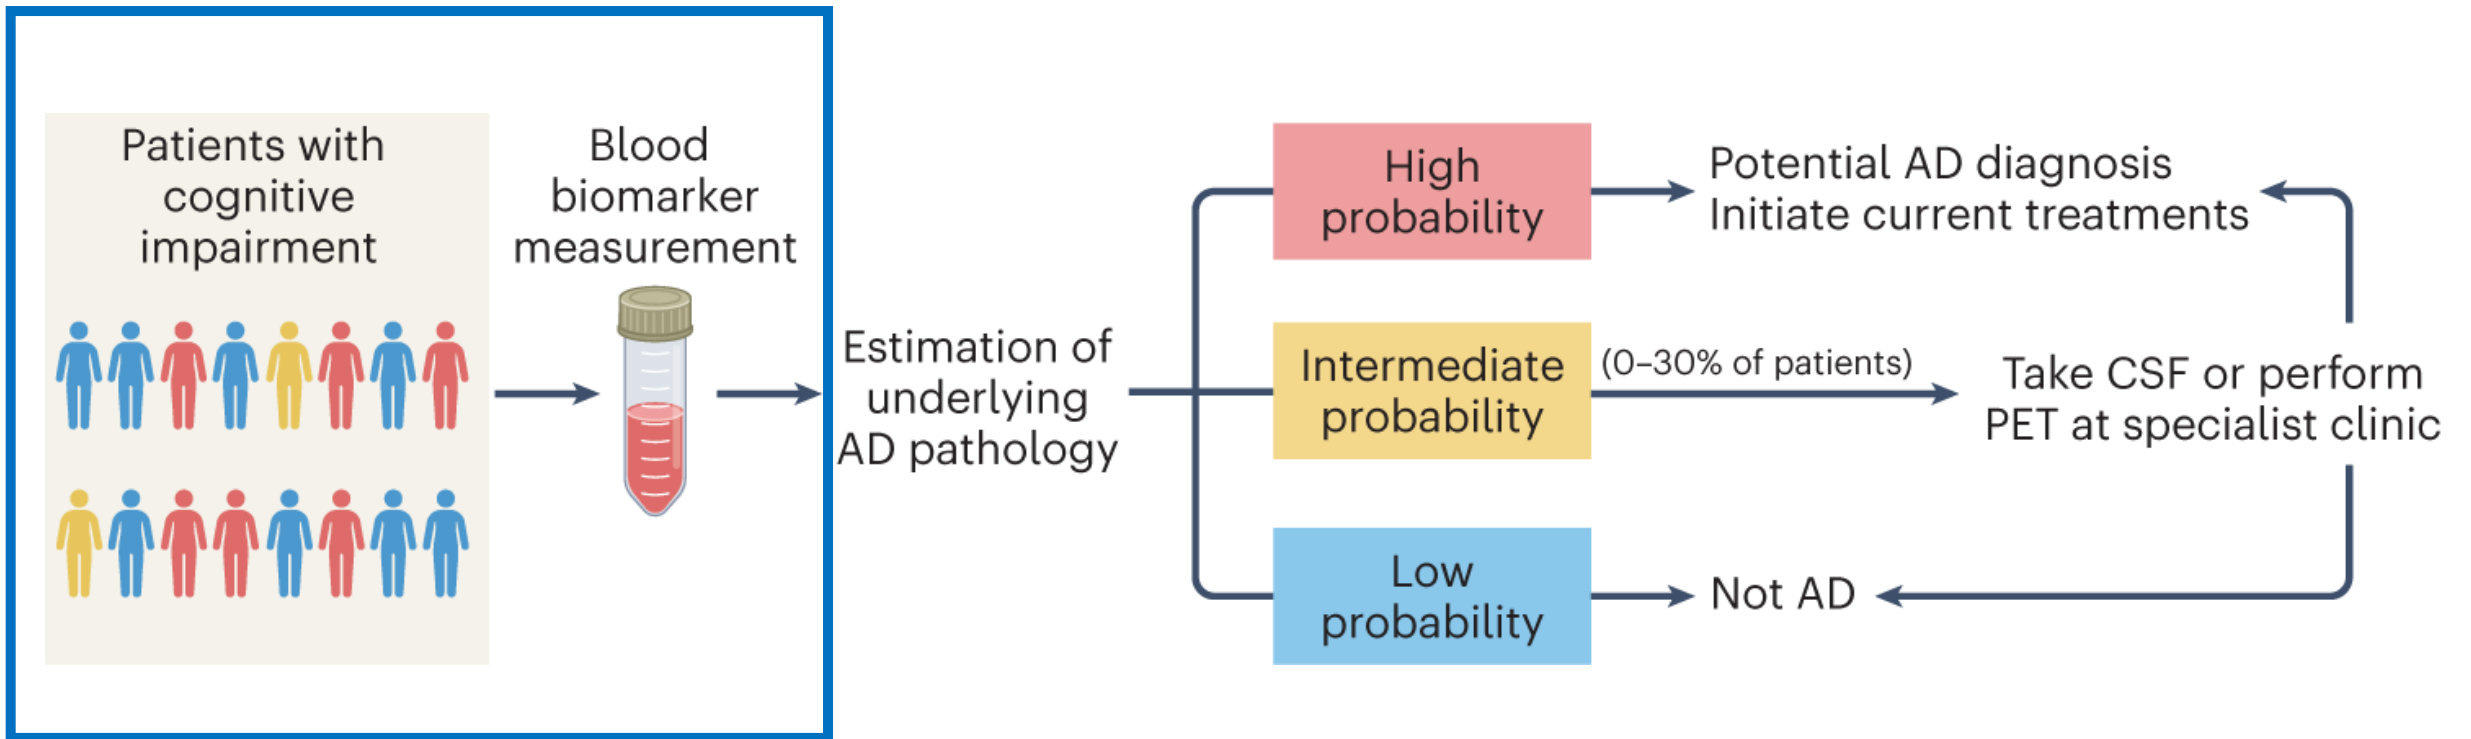 Patients with
cognitive
impairment
Blood
biomarker
measurement
Estimation of
underlying
AD pathology
High
probability
Potential AD diagnosis
Initiate current treatments
Intermediate
probability
(0–30% of patients)
Take CSF or perform
PET at specialist clinic
Low
probability
Not AD